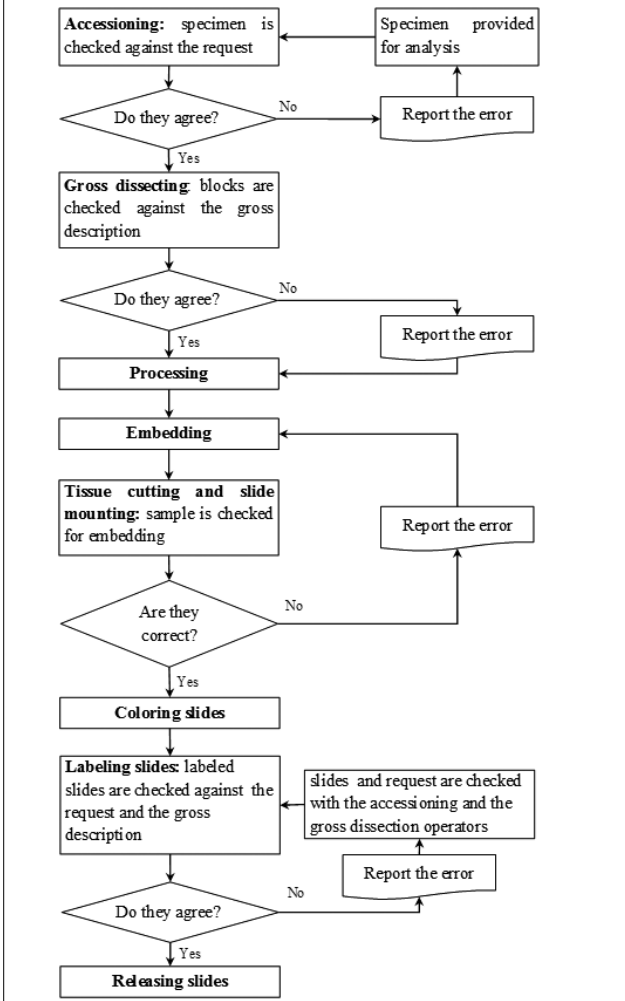 Accessioning: specimen is
checked against the request
Specimen provided
for analysis
Do they agree?
No
Report the error
Yes
Gross dissecting: blocks are
checked against the gross
description
Do they agree?
No
Report the error
Yes
Processing
Embedding
Tissue cutting and slide
mounting: sample is checked
for embedding
Report the error
Are they
correct?
No
Yes
Coloring slides
Labeling slides: labeled
slides are checked against the
request and the gross
description
slides and request are checked
with the accessioning and the
gross dissection operators
Report the error
Do they agree?
No
Yes
Releasing slides